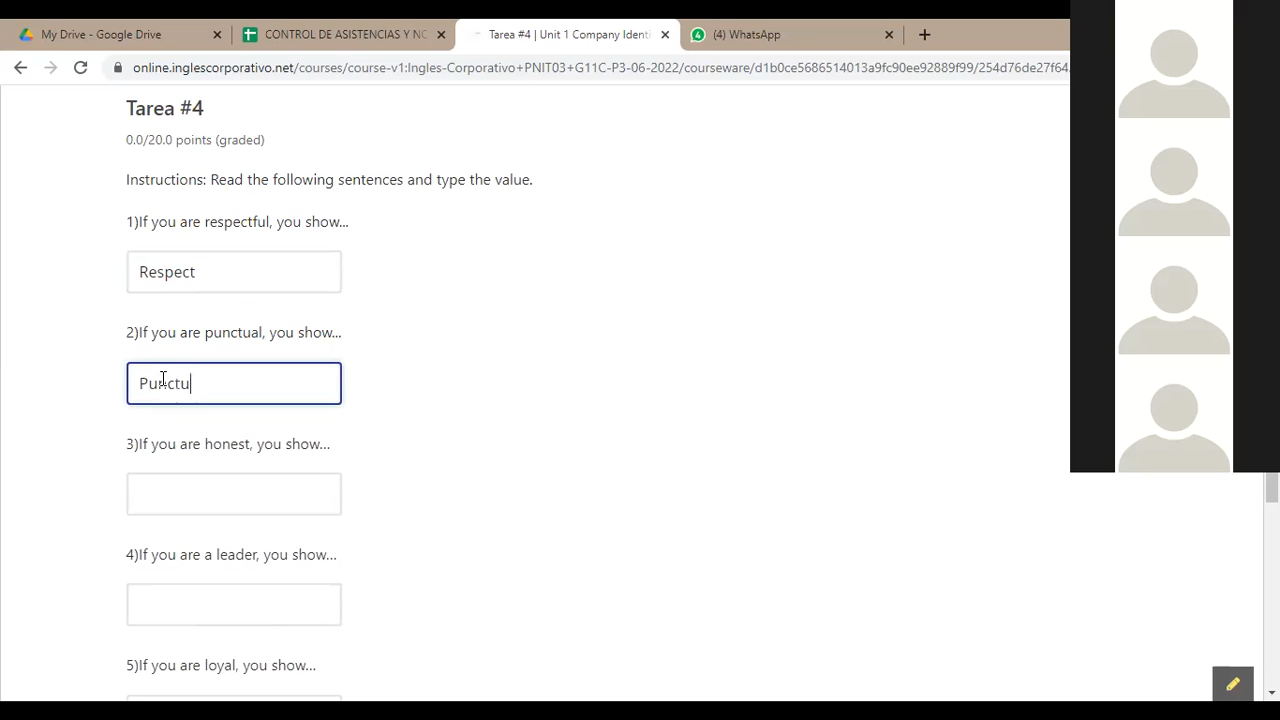 My Drive - Google Drive
CONTROL DE ASISTENCIAS Y NO
Tarea #4 | Unit 1 Company Identi
(4) WhatsApp
online.inglescorporativo.net/courses/course-v1:Ingles-Corporativo+PNIT03+G11C-P3-06-2022/courseware/d1b0ce5686514013a9fc90ee92889f99/254d76de27f64.
Tarea #4
0.0/20.0 points (graded)
Instructions: Read the following sentences and type the value.
1)If you are respectful, you show...
Respect
2)If you are punctual, you show...
Punctu
3)If you are honest, you show...
4)If you are a leader, you show...
5)If you are loyal, you show...